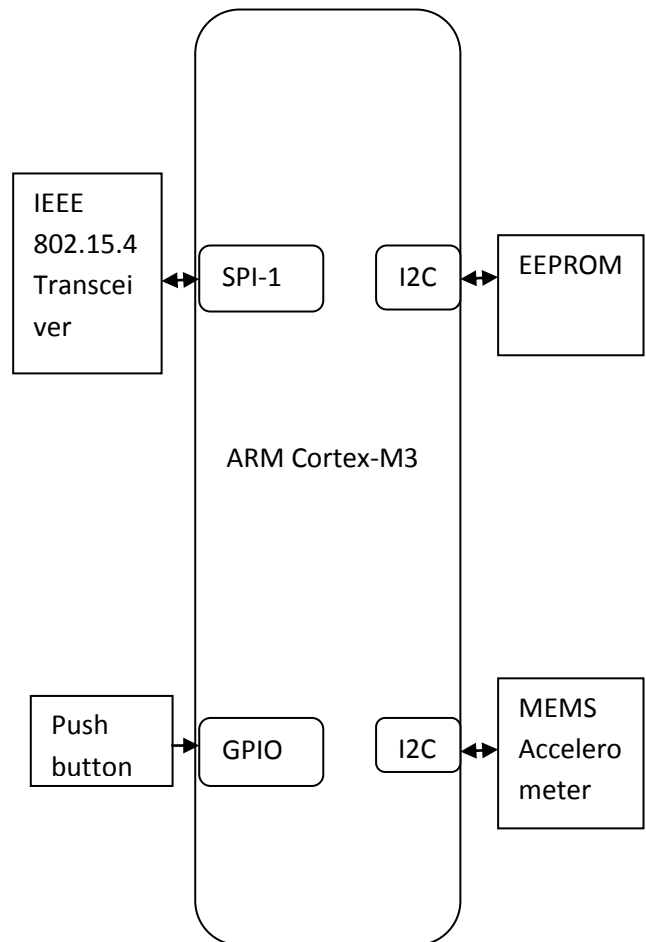 IEEE
802.15.4
Transcei
ver
SPI-1
I2C
EEPROM
ARM Cortex-M3
Push
button
GPIO
I2C
MEMS
Accelero
meter